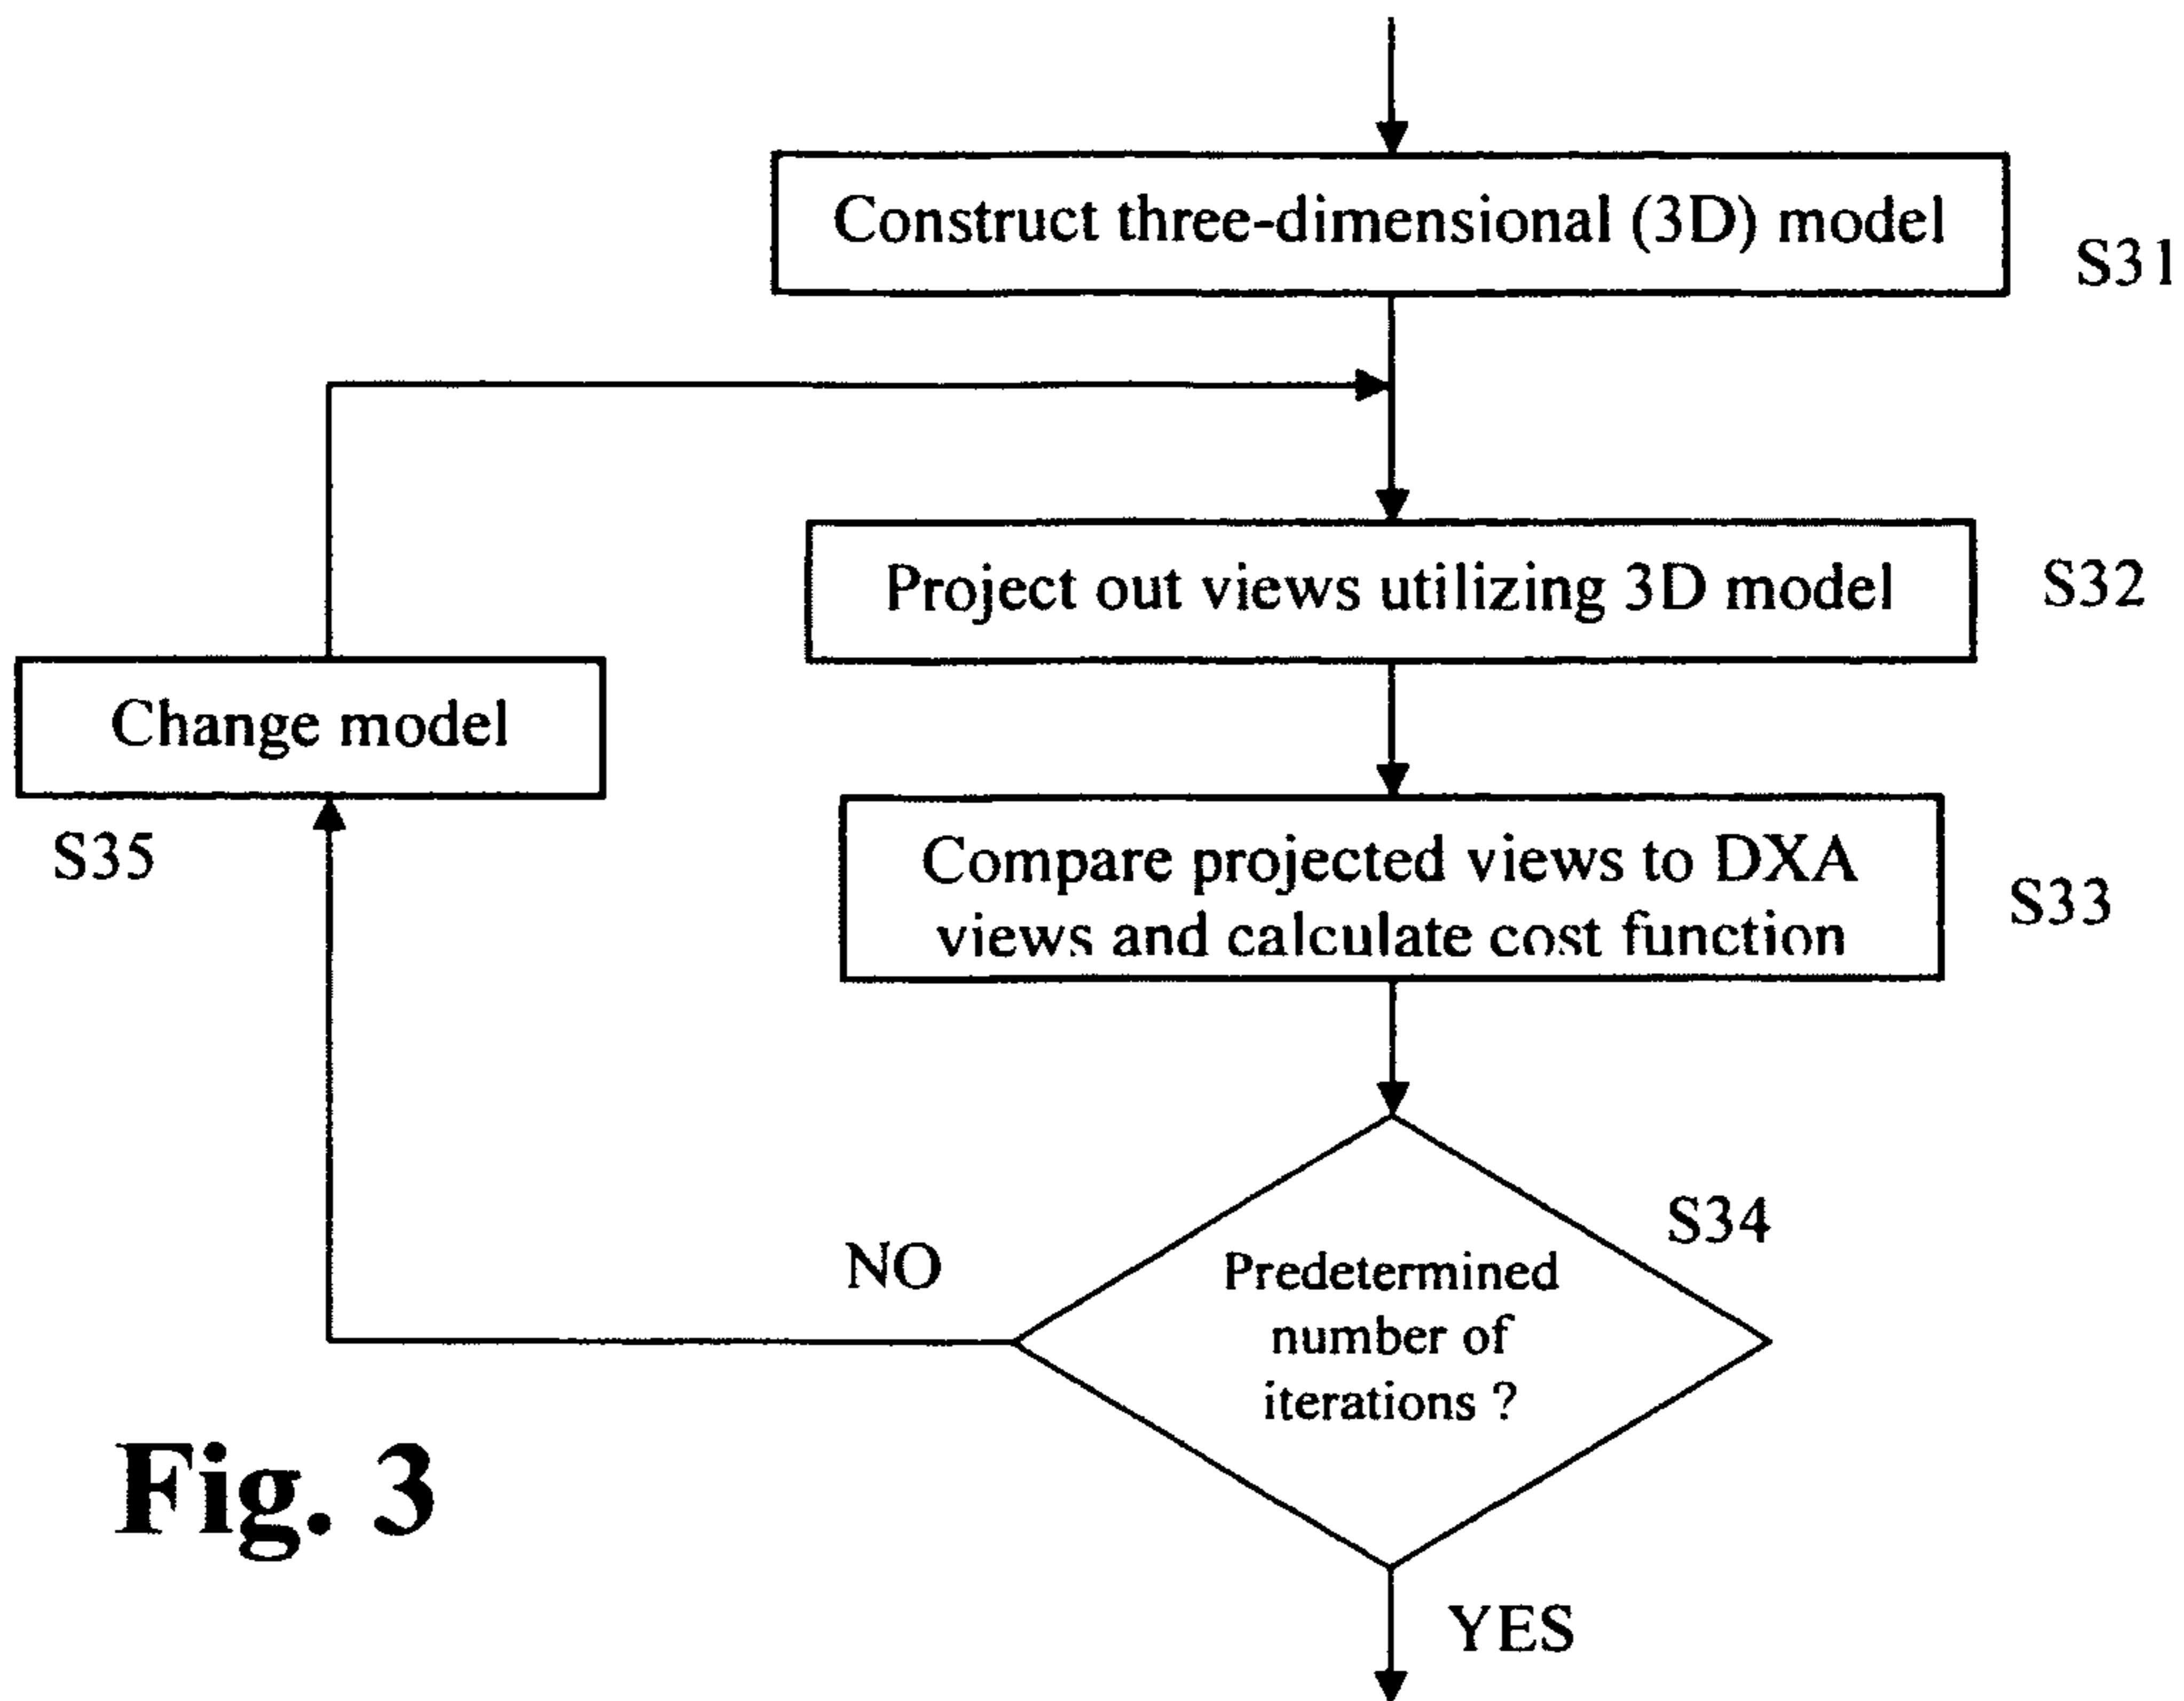 Construct three-dimensional (3D) model
S31
Project out views utilizing 3D model
S32
Change model
S35
Compare projected views to DXA
views and calculate cost function
S33
S34
NO
Predetermined
number of
iterations ?
Fig. 3
YES